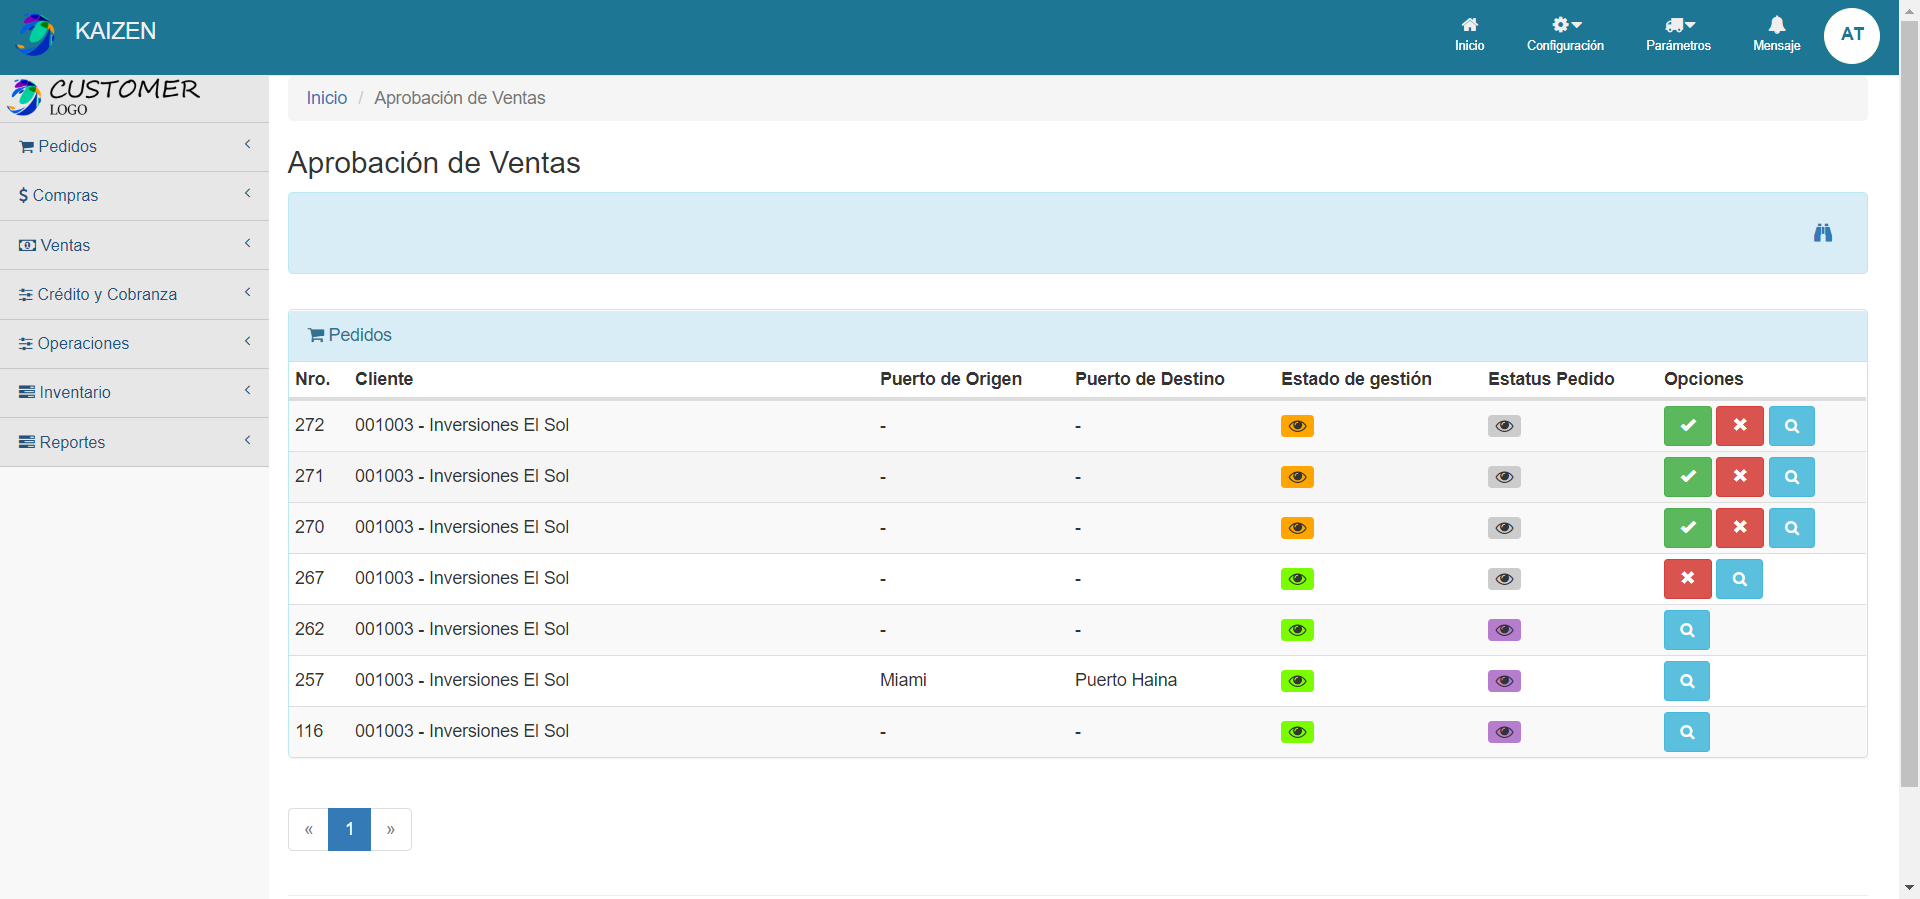 KAIZEN
Inicio
Configuración
Parámetros
Mensaje
AT
CUSTOMER
LOGO
Pedidos
Compras
Ventas
Crédito y Cobranza
Operaciones
Inventario
Reportes
Inicio / Aprobación de Ventas
Aprobación de Ventas
Pedidos
Nro. Cliente Puerto de Origen Puerto de Destino Estado de gestión Estatus Pedido Opciones
272 001003 - Inversiones El Sol - -
271 001003 - Inversiones El Sol - -
270 001003 - Inversiones El Sol - -
267 001003 - Inversiones El Sol - -
262 001003 - Inversiones El Sol - -
257 001003 - Inversiones El Sol Miami Puerto Haina
116 001003 - Inversiones El Sol - -
« 1 »